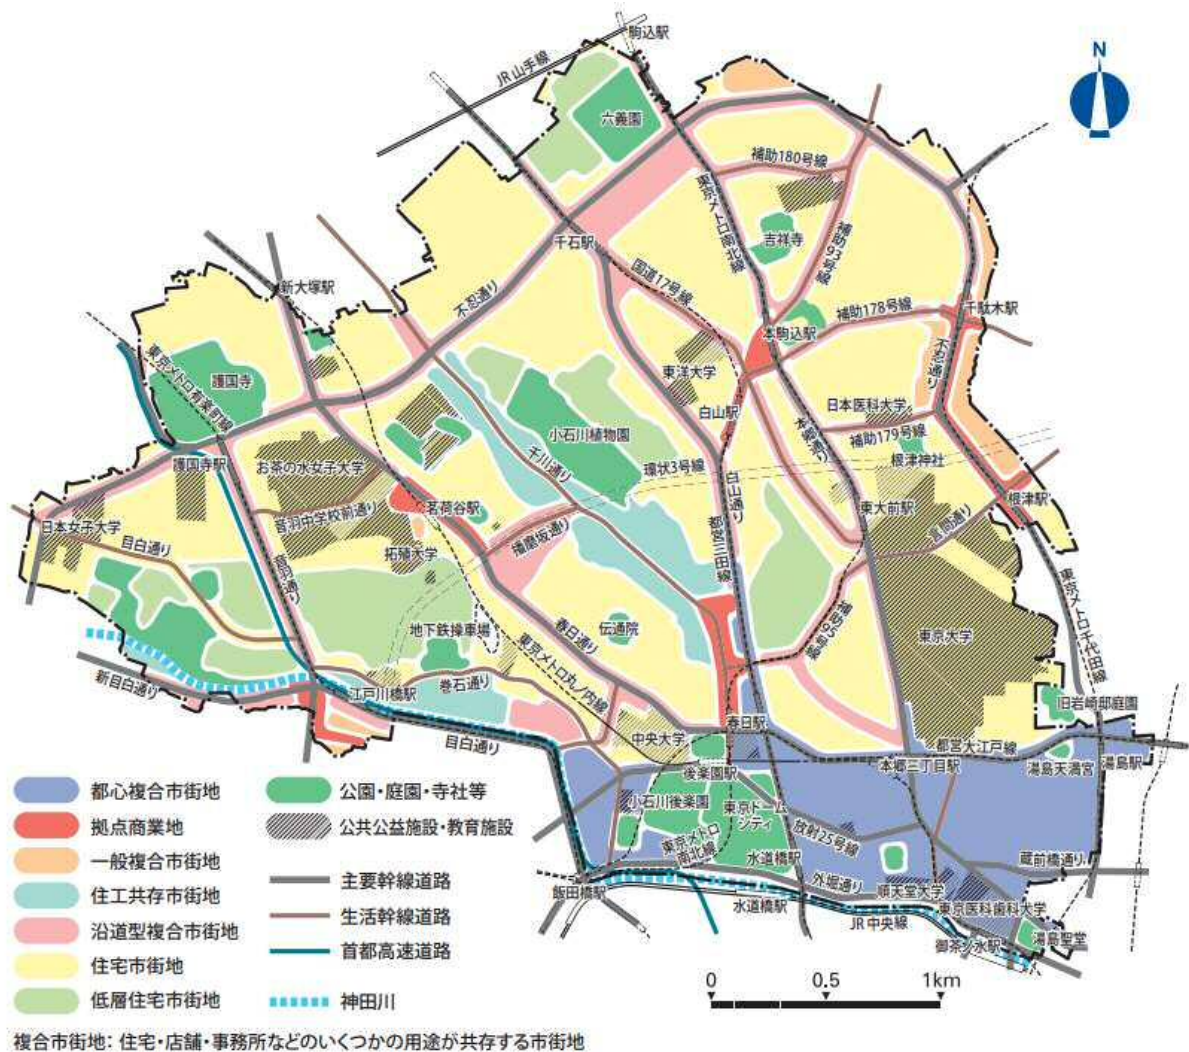 駒込駅
N
JR山手線
六義園
補助180号線
東京メトロ南北線
吉祥寺
千石駅
補助93号線
国道17号線
新大塚駅
不忍通り
補助178号線
千駄木駅
本駒込駅
不忍通り
東京メトロ有楽町線
護国寺
東洋大学
白山駅
日本医科大学
本郷通り
補助179号線
小石川植物園
根津神社
千川通り
環状3号線
白山通り
護国寺駅
お茶の水女子大学
茗荷谷駅
東大前駅
根津駅
音羽中学校前通り
播磨坂通り
都営三田線
言問通り
日本女子大学
目白通り
拓殖大学
音羽通り
東京メトロ千代田線
補助95号線
地下鉄操車場
春日通り
伝通院
東京大学
東京メトロ丸ノ内線
新目白通り
江戸川橋駅
巻石通り
旧岩崎邸庭園
目白通り
中央大学
春日駅
都営大江戸線
本郷三丁目駅
湯島天満宮
湯島駅
後楽園駅
小石川後楽園
東京ドーム
シティ
放射25号線
東京メトロ
南北線
水道橋駅
蔵前橋通り
外堀通り
飯田橋駅
順天堂大学
水道橋駅
東京医科歯科大学
JR中央線
御茶ノ水駅
湯島聖堂
都心複合市街地
拠点商業地
一般複合市街地
住工共存市街地
沿道型複合市街地
住宅市街地
低層住宅市街地
公園・庭園・寺社等
公共公益施設・教育施設
主要幹線道路
生活幹線道路
首都高速道路
神田川
0 0.5 1km
複合市街地：住宅・店舗・事務所などのいくつかの用途が共存する市街地